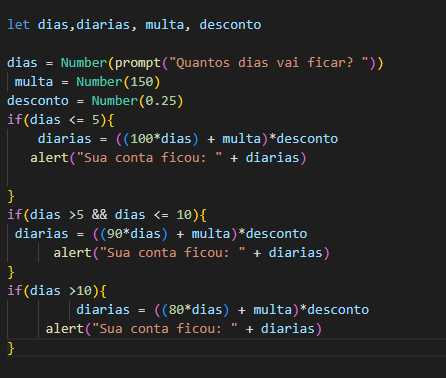 let dias,diarias, multa, desconto
dias = Number(prompt("Quantos dias vai ficar? "))
multa = Number(150)
desconto = Number(0.25)
if(dias <= 5){
diarias = ((100*dias) + multa)*desconto
alert("Sua conta ficou: " + diarias)
}
if(dias >5 && dias <= 10){
diarias = ((90*dias) + multa)*desconto
alert("Sua conta ficou: " + diarias)
}
if(dias >10){
diarias = ((80*dias) + multa)*desconto
alert("Sua conta ficou: " + diarias)
}